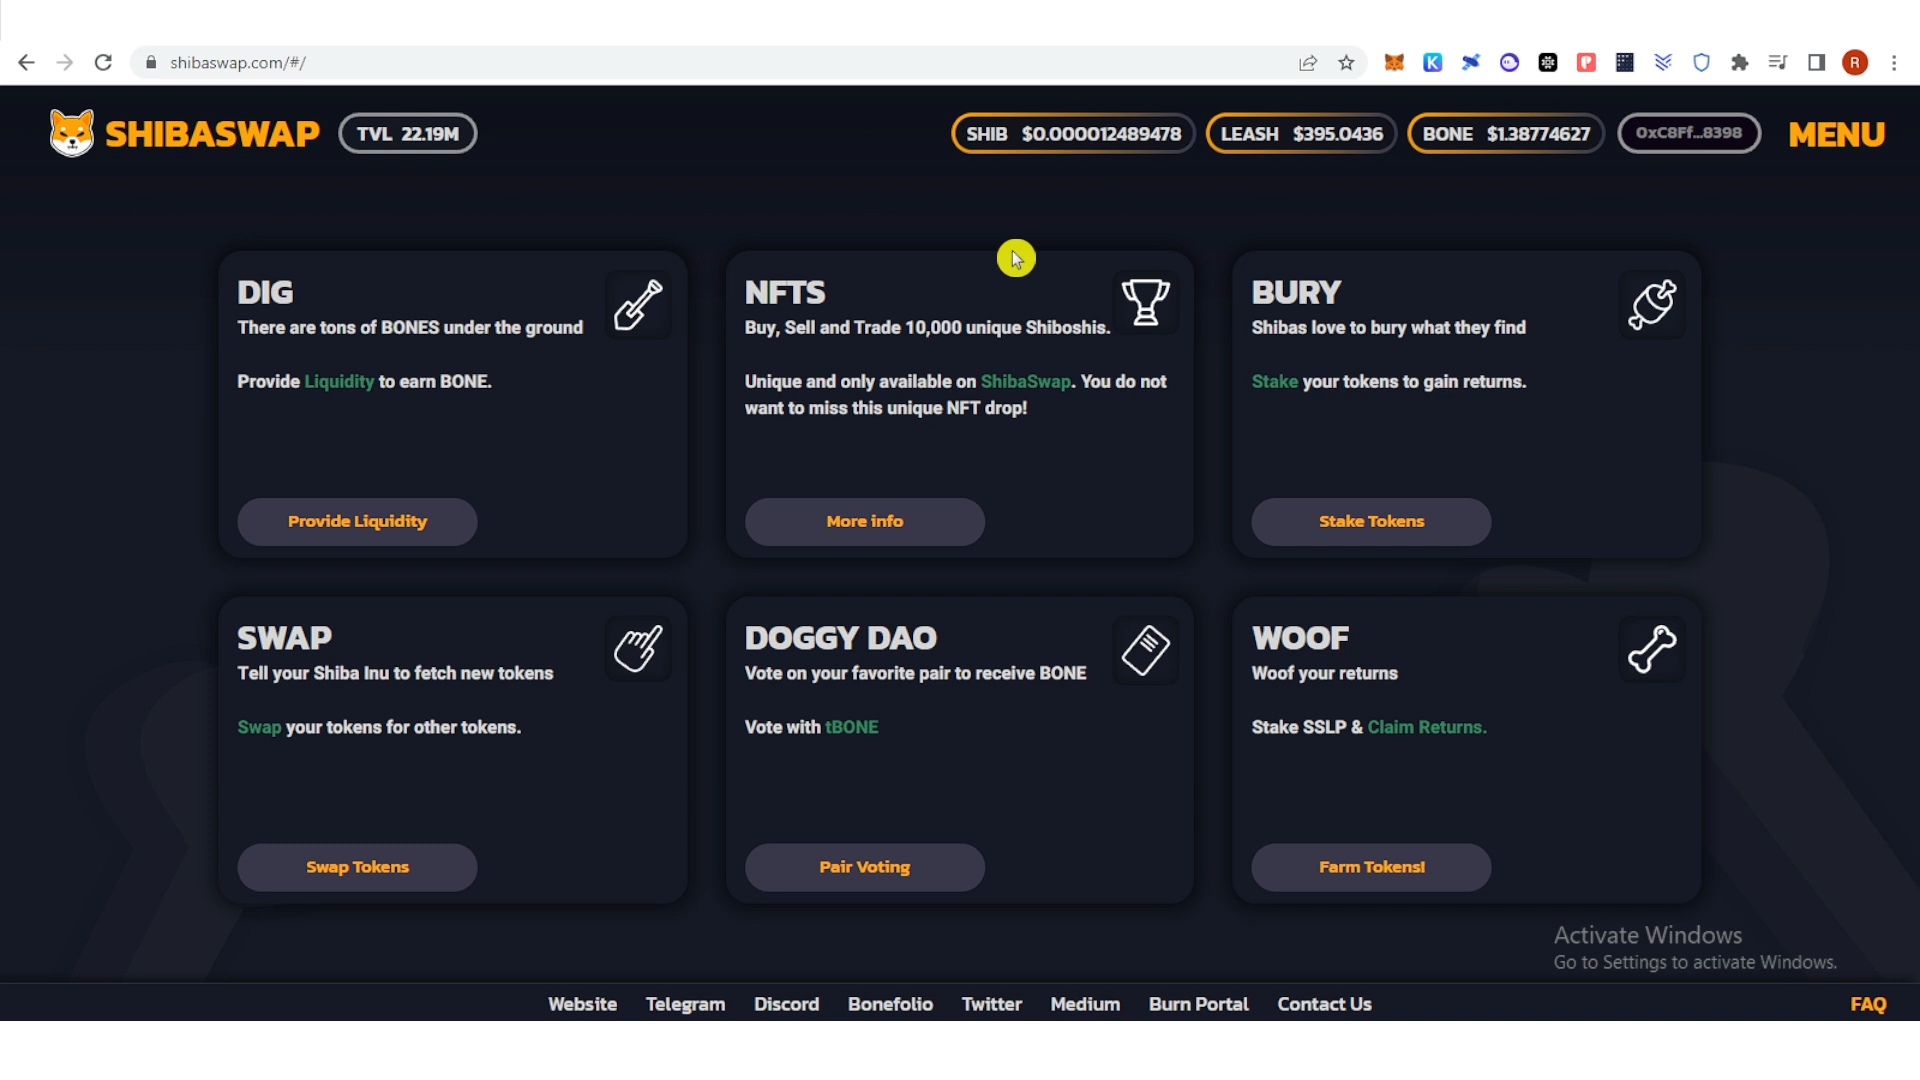 shibaswap.com/#/
R
SHIBASWAP
TVL 22.19M
SHIB $0.000012489478
LEASH $395.0436
BONE $1.38774627
0xC8Ff...8398
MENU
DIG
There are tons of BONES under the ground
Provide Liquidity to earn BONE.
Provide Liquidity
NFTS
Buy, Sell and Trade 10,000 unique Shiboshis.
Unique and only available on ShibaSwap. You do not
want to miss this unique NFT drop!
More info
BURY
Shibas love to bury what they find
Stake your tokens to gain returns.
Stake Tokens
SWAP
Tell your Shiba Inu to fetch new tokens
Swap your tokens for other tokens.
Swap Tokens
DOGGY DAO
Vote on your favorite pair to receive BONE
Vote with tBONE
Pair Voting
WOOF
Woof your returns
Stake SSLP & Claim Returns.
Farm Tokens!
Activate Windows
Go to Settings to activate Windows.
Website Telegram Discord Bonefolio Twitter Medium Burn Portal Contact Us
FAQ